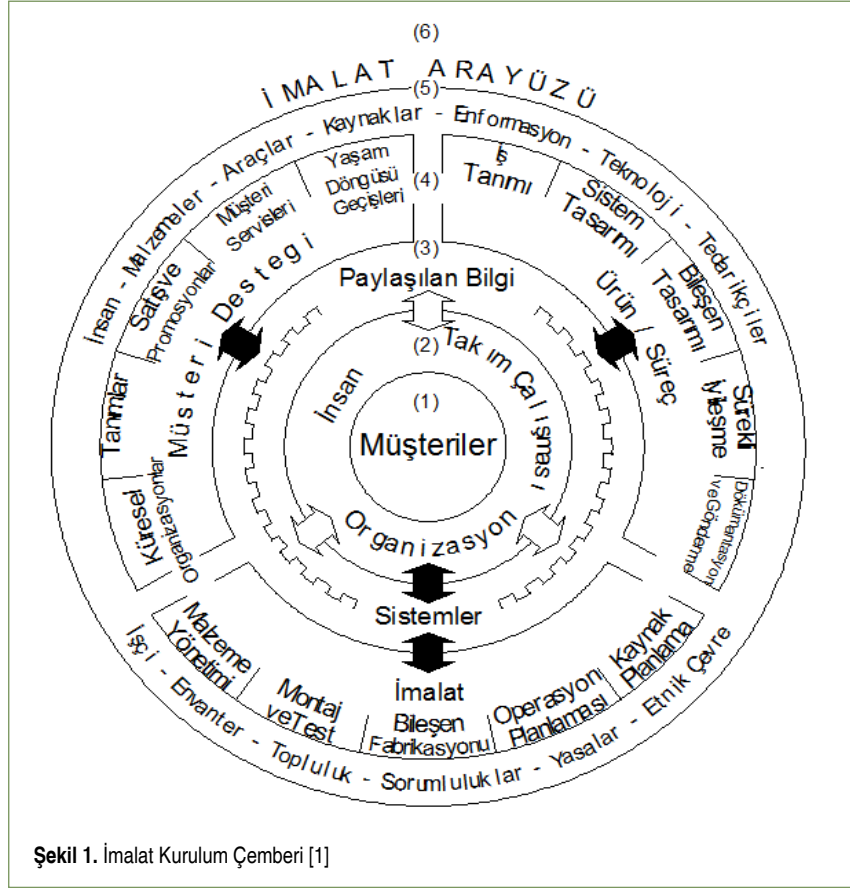 (6)
İMALAT ARAYÜZÜ
(5)
İnsan - Malzemeler - Araçlar - Kaynaklar - Enformasyon - Teknoloji - Tedarikçiler
Yaşam
Döngüsü
Geçişleri
(4)
İş
Tanımı
Müşteri
Servisleri
Sistem
Tasarımı
Satış ve
Promosyonlar
Bileşen
Tasarımı
Tanımlar
Sürekli
İyileşme
Küresel
Organizasyonlar
Dökümantasyon
ve Gönderme
Müşteri Destegi
Ürün / Süreç
(3)
Paylaşılan Bilgi
(2)
İnsan
Takım Çalışması
(1)
Müşteriler
Organizasyon
Sistemler
İmalat
Malzeme
Yönetimi
Montaj
ve Test
Bileşen
Fabrikasyonu
Operasyon
Planlaması
Kaynak
Planlama
İşçi - Envanter - Topluluk - Sorumluluklar - Yasalar - Etnik Çevre
Şekil 1. İmalat Kurulum Çemberi [1]